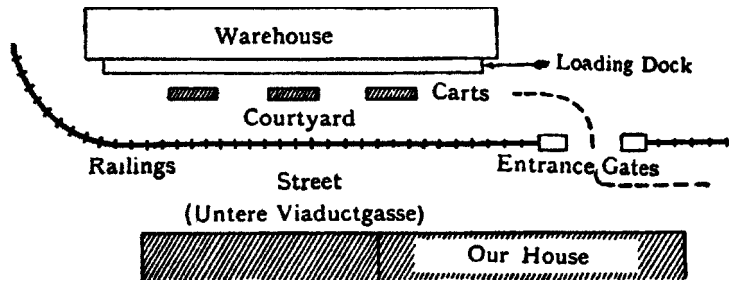 Warehouse
Loading Dock
Carts
Courtyard
Railings
Entrance Gates
Street
(Untere Viaductgasse)
Our House